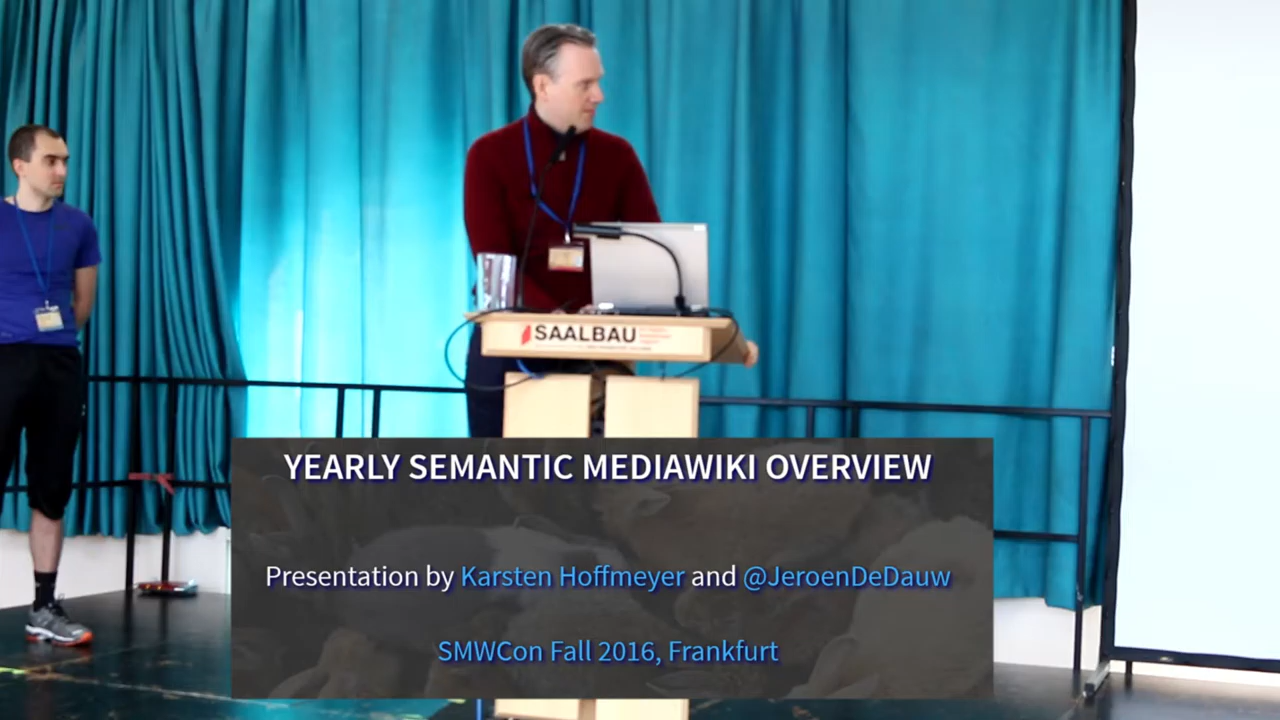 SAALBAU
YEARLY SEMANTIC MEDIAWIKI OVERVIEW
Presentation by Karsten Hoffmeyer and @JeroenDeDauw
SMWCon Fall 2016, Frankfurt